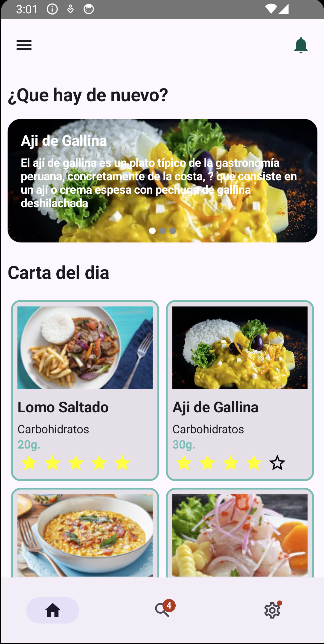 3:01
¿Que hay de nuevo?
Aji de Gallina
El ají de gallina es un plato típico de la gastronomía
peruana, concretamente de la costa, ? que consiste en
un ají o crema espesa con pechuga de gallina
deshilachada
Carta del dia
Lomo Saltado
Carbohidratos
20g.
Aji de Gallina
Carbohidratos
30g.
4